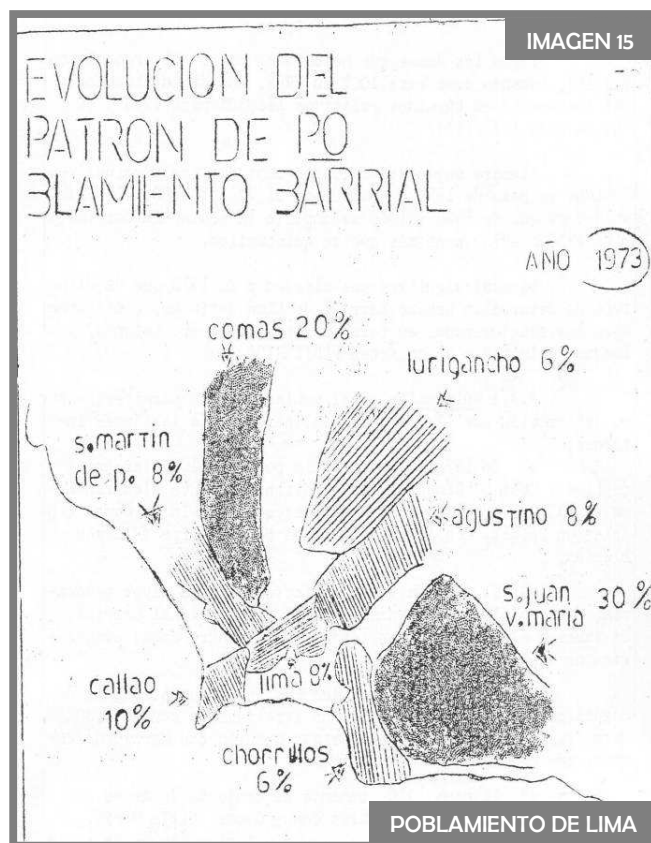 IMAGEN 15
EVOLUCION DE
PATRON DE PO
BLAMIENTO BARRIAL
AÑO 1973
comas 20%
lurigancho 6%
s.martin
de p. 8%
agustino 8%
s.juan
v.maria 30%
callao
10%
lima 8%
chorrillos
6%
POBLAMIENTO DE LIMA